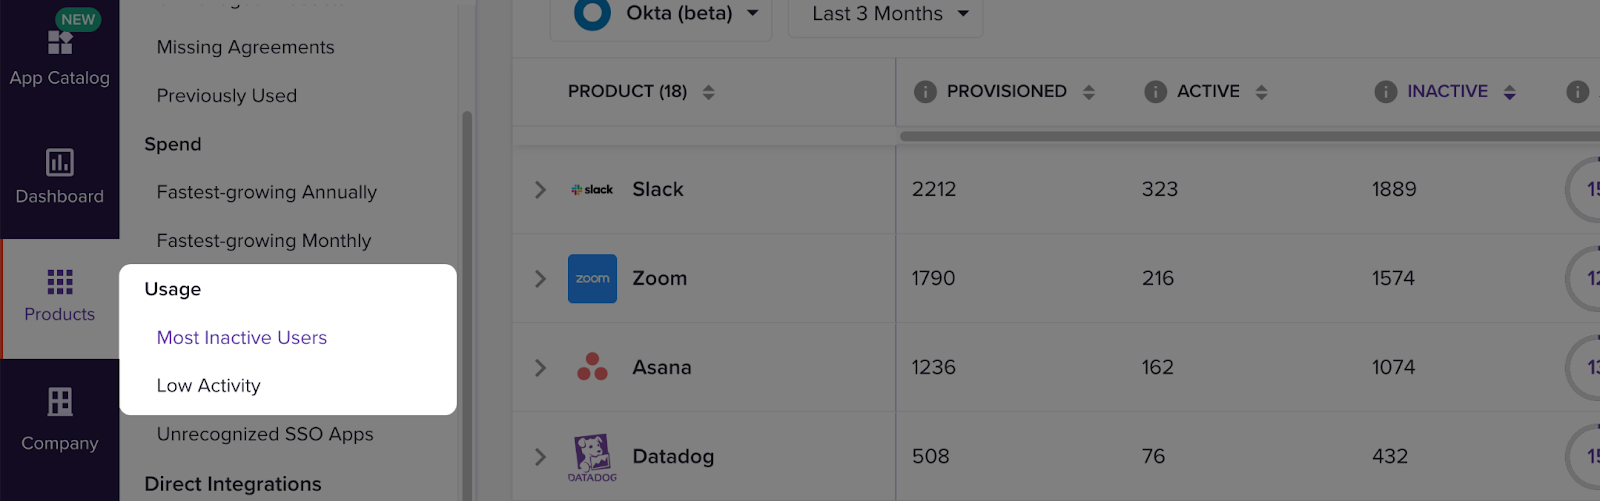 NEW
App Catalog
Dashboard
Products
Company
Missing Agreements
Previously Used
Spend
Fastest-growing Annually
Fastest-growing Monthly
Usage
Most Inactive Users
Low Activity
Unrecognized SSO Apps
Direct Integrations
Okta (beta) Last 3 Months
PRODUCT (18) PROVISIONED ACTIVE INACTIVE
slack Slack 2212 323 1889
zoom Zoom 1790 216 1574
Asana 1236 162 1074
DATADOG Datadog 508 76 432